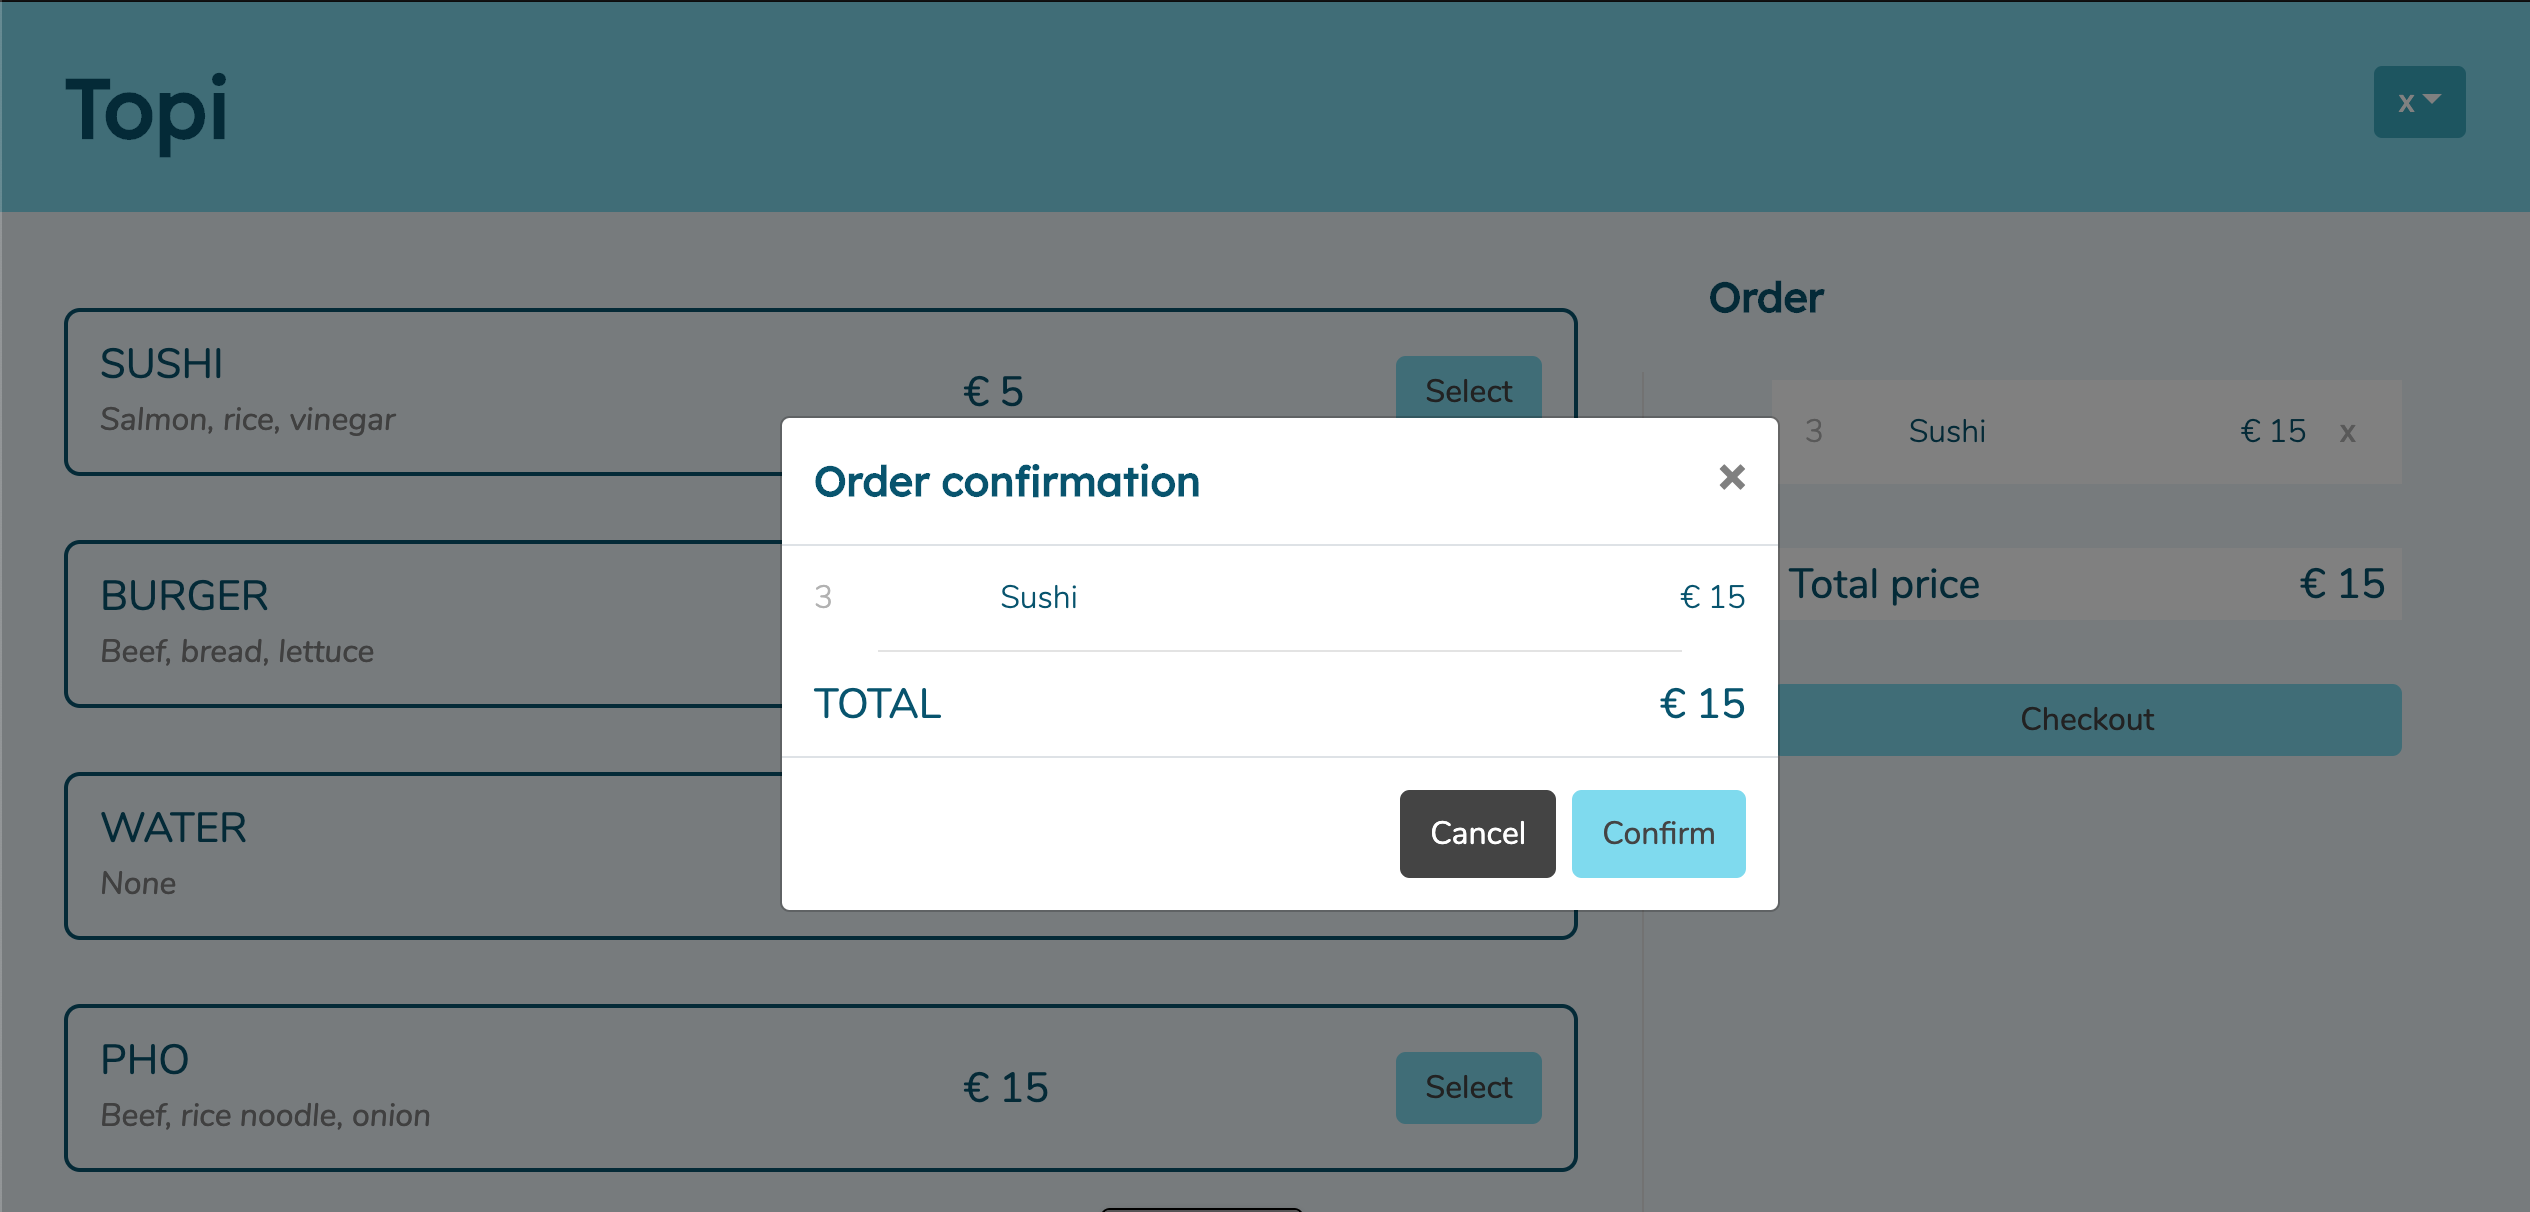 Topi
x
SUSHI
Salmon, rice, vinegar
€ 5
Select
BURGER
Beef, bread, lettuce
WATER
None
PHO
Beef, rice noodle, onion
€ 15
Select
Order
3 Sushi € 15 x
Total price € 15
Checkout
Order confirmation
×
3 Sushi € 15
TOTAL € 15
Cancel Confirm